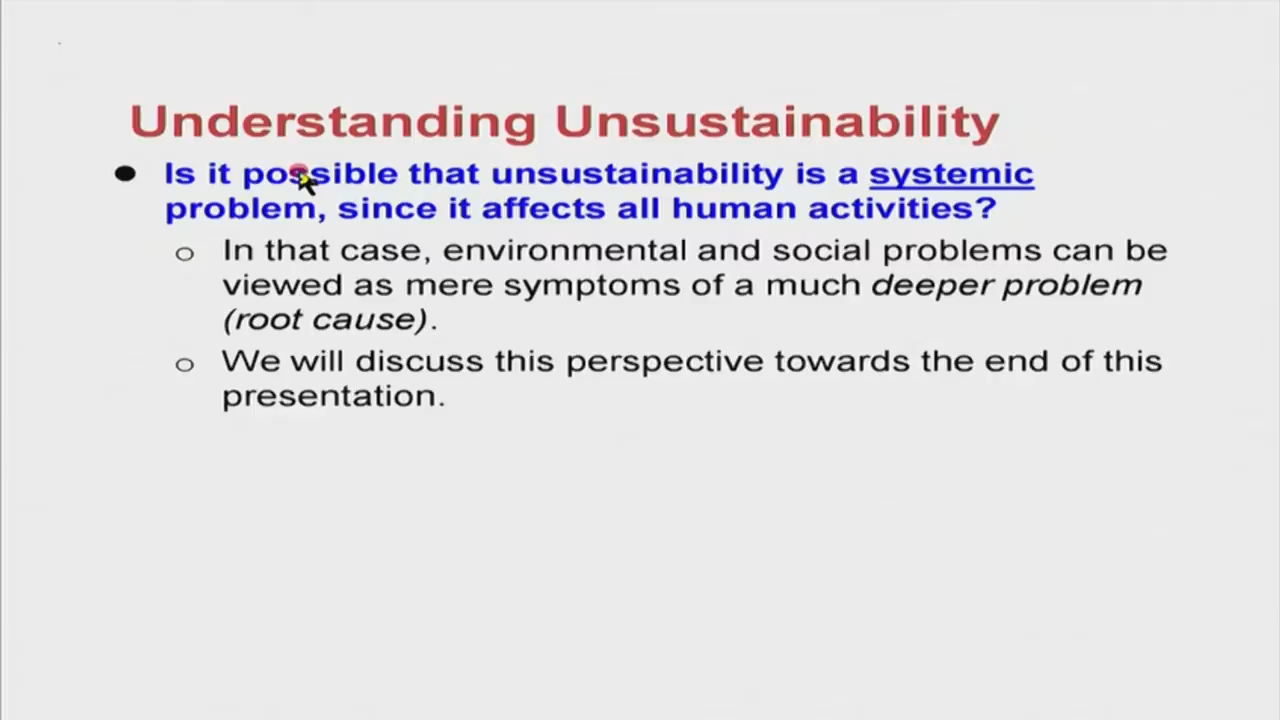 Understanding Unsustainability
● Is it possible that unsustainability is a systemic
problem, since it affects all human activities?
o In that case, environmental and social problems can be
viewed as mere symptoms of a much deeper problem
(root cause).
o We will discuss this perspective towards the end of this
presentation.